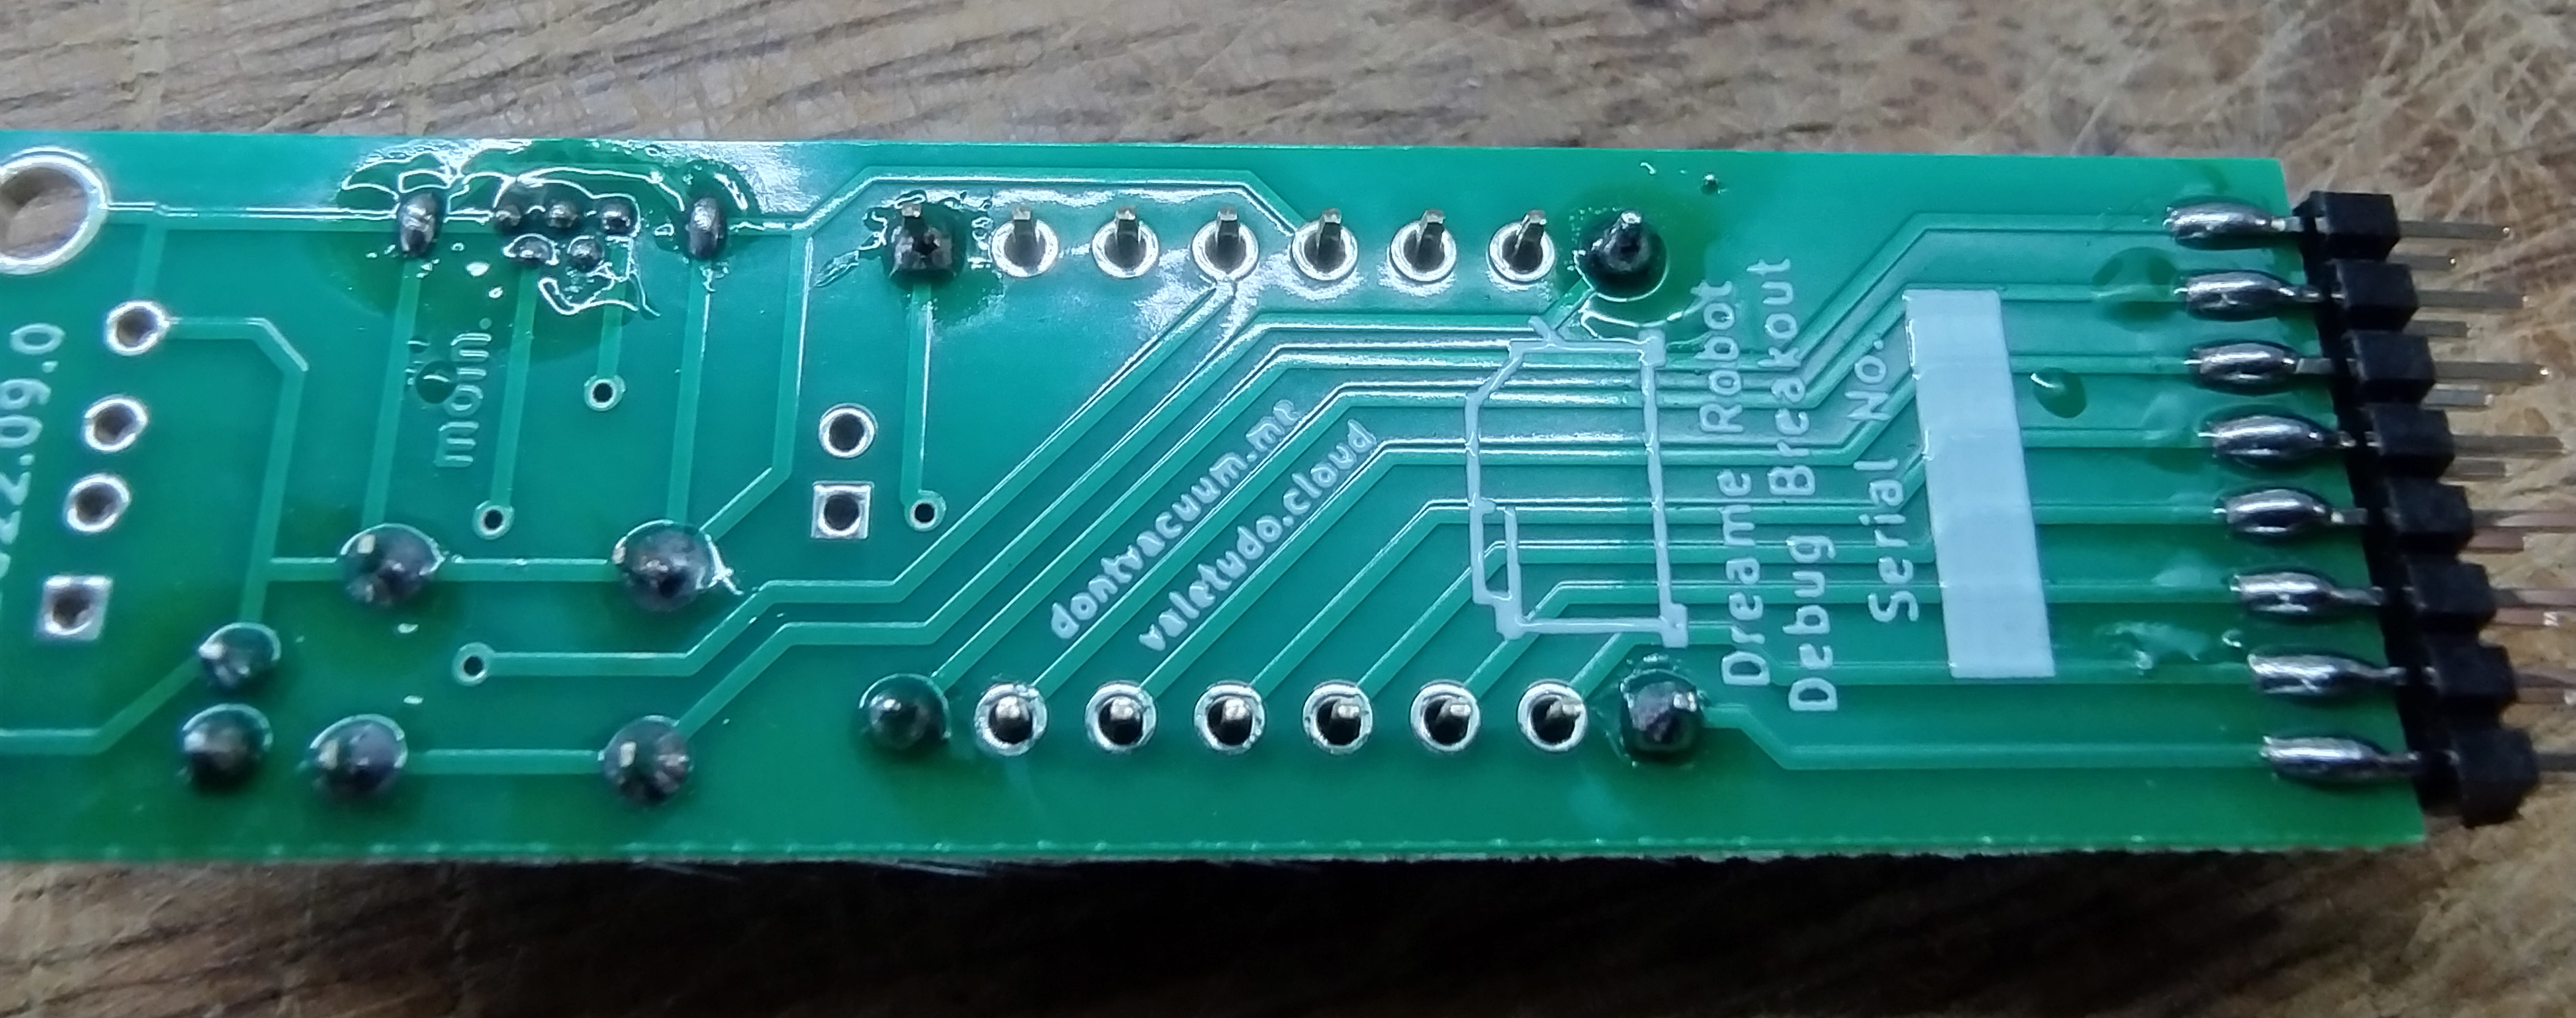 22.09.0
moin.
dontvacuum.me
valetudo.cloud
Dreame Robot
Debug Breakout
Serial No.